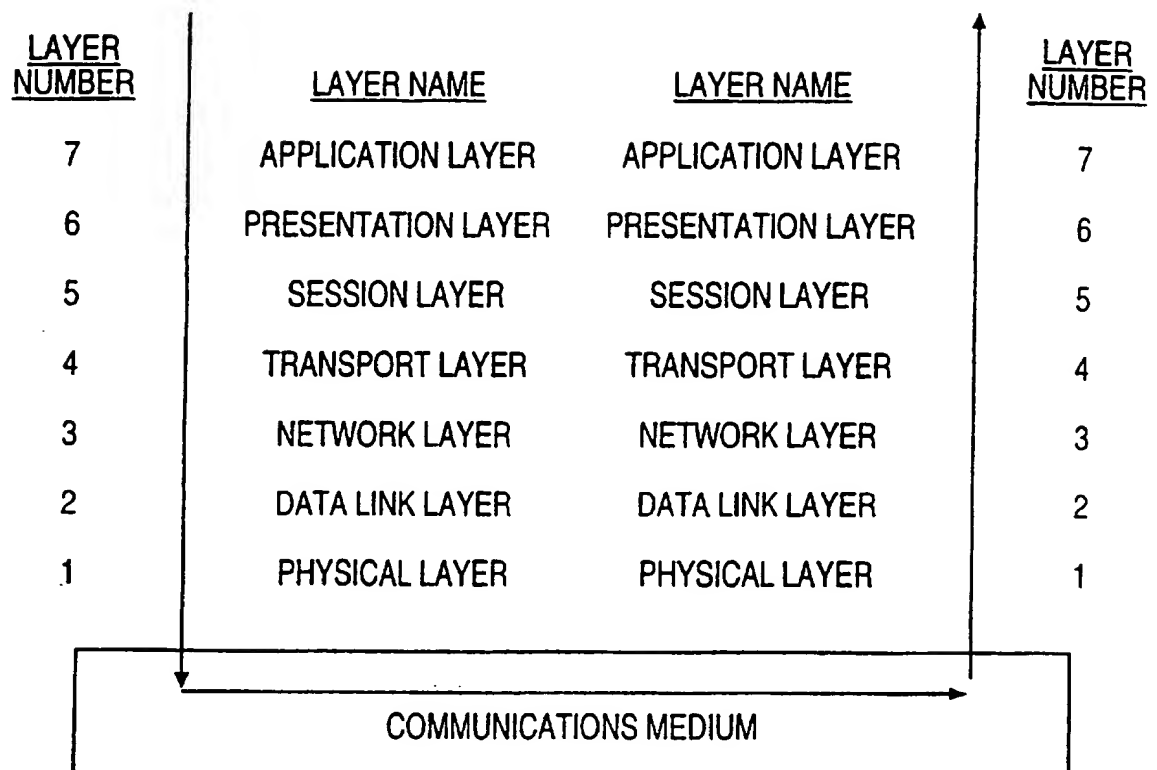 LAYER LAYER
NUMBER LAYER NAME LAYER NAME NUMBER
7 APPLICATION LAYER APPLICATION LAYER 7
6 PRESENTATION LAYER PRESENTATION LAYER 6
5 SESSION LAYER SESSION LAYER 5
4 TRANSPORT LAYER TRANSPORT LAYER 4
3 NETWORK LAYER NETWORK LAYER 3
2 DATA LINK LAYER DATA LINK LAYER 2
1 PHYSICAL LAYER PHYSICAL LAYER 1
COMMUNICATIONS MEDIUM